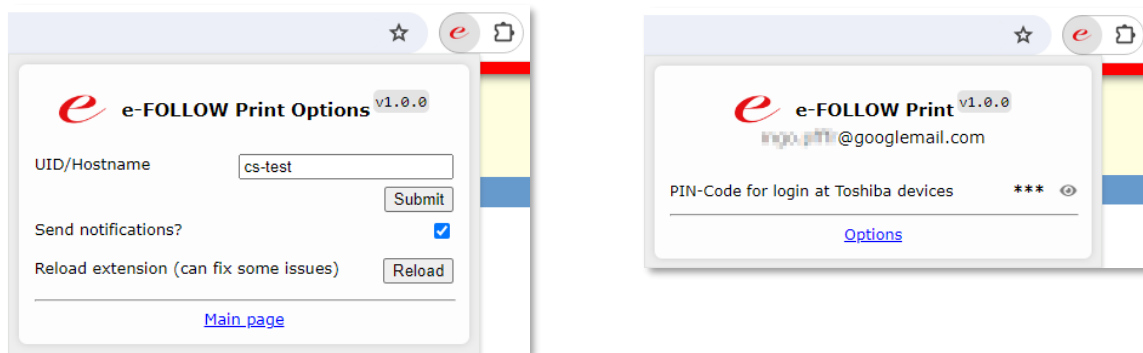 e e-FOLLOW Print Options v1.0.0
UID/Hostname cs-test
Submit
Send notifications?
Reload extension (can fix some issues) Reload
Main page
e e-FOLLOW Print v1.0.0
@googlemail.com
PIN-Code for login at Toshiba devices ***
Options